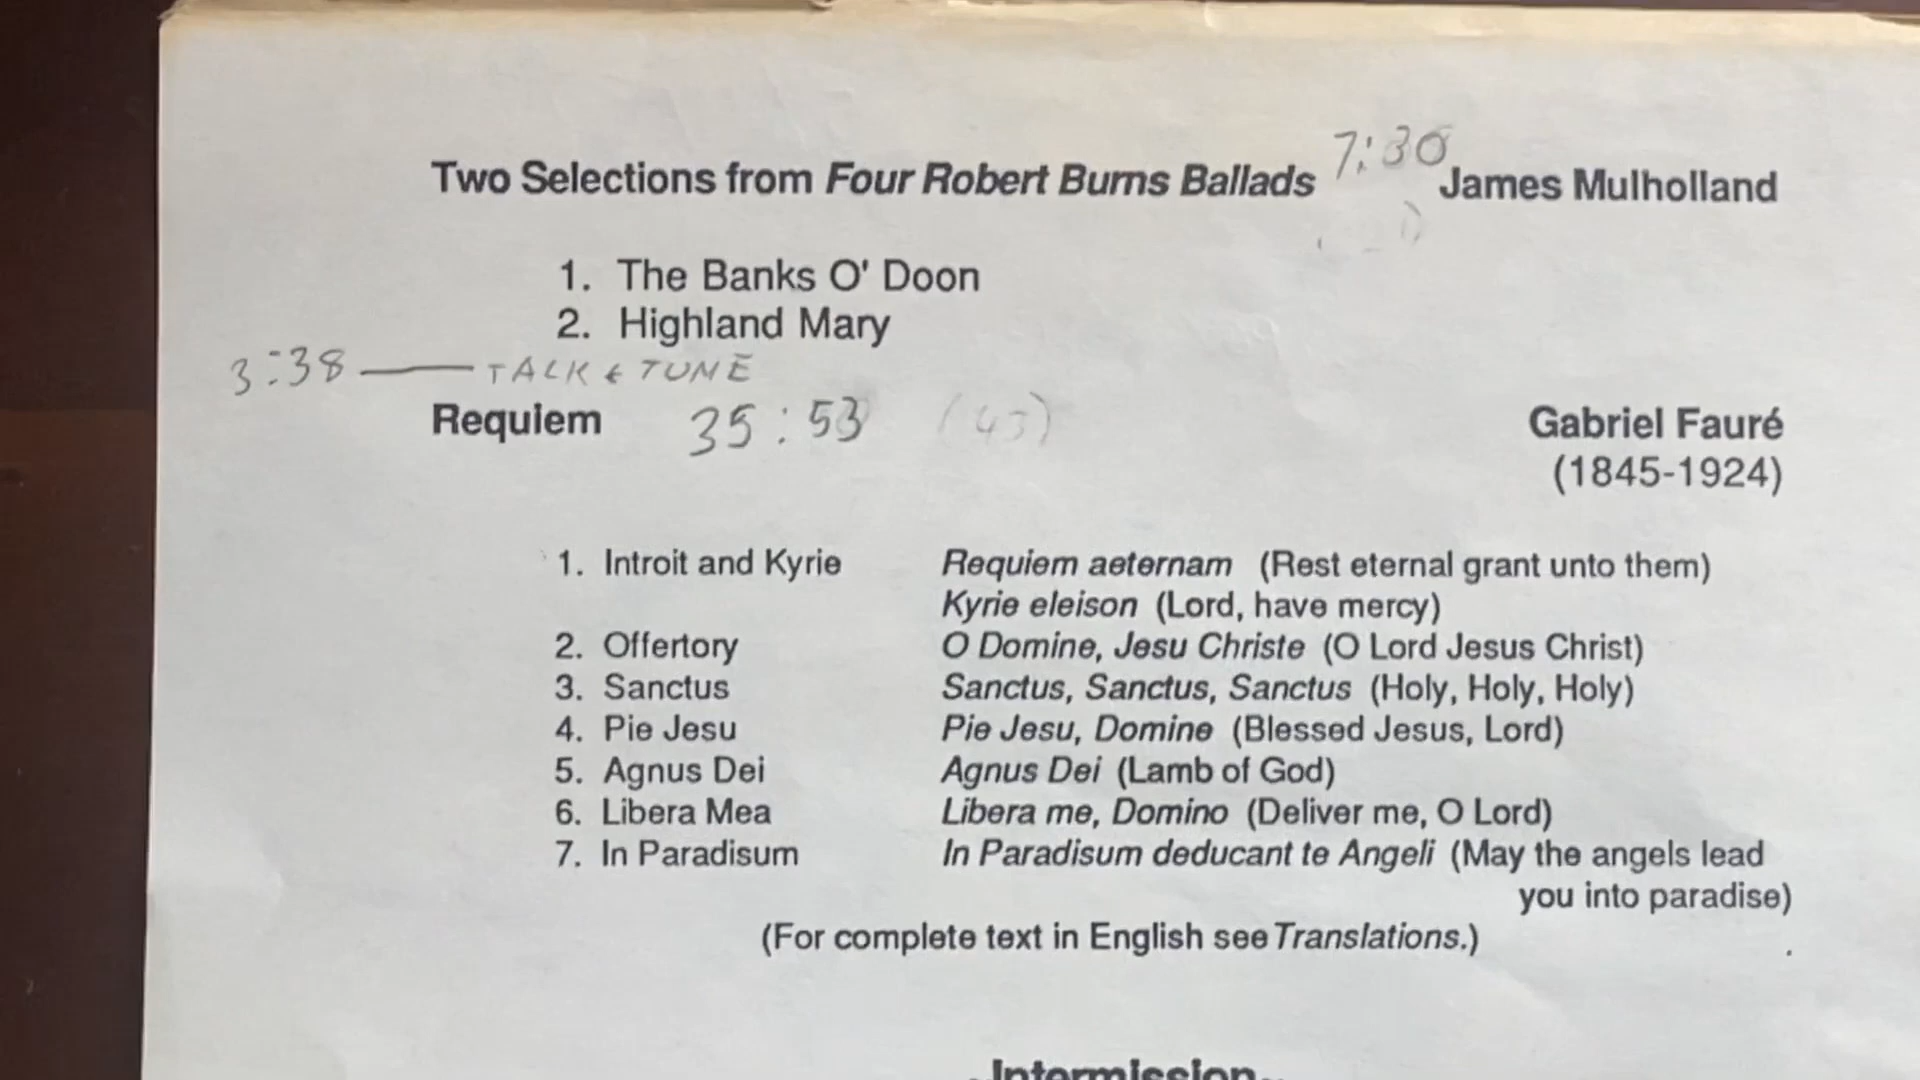 Two Selections from Four Robert Burns Ballads 7:30 James Mulholland
1. The Banks O' Doon
2. Highland Mary
3:38 — TALK & TUNE
Requiem 35:53 Gabriel Fauré
(1845-1924)
1. Introit and Kyrie Requiem aeternam (Rest eternal grant unto them)
Kyrie eleison (Lord, have mercy)
2. Offertory O Domine, Jesu Christe (O Lord Jesus Christ)
3. Sanctus Sanctus, Sanctus, Sanctus (Holy, Holy, Holy)
4. Pie Jesu Pie Jesu, Domine (Blessed Jesus, Lord)
5. Agnus Dei Agnus Dei (Lamb of God)
6. Libera Mea Libera me, Domino (Deliver me, O Lord)
7. In Paradisum In Paradisum deducant te Angeli (May the angels lead
you into paradise)
(For complete text in English see Translations.)
..Intermission..